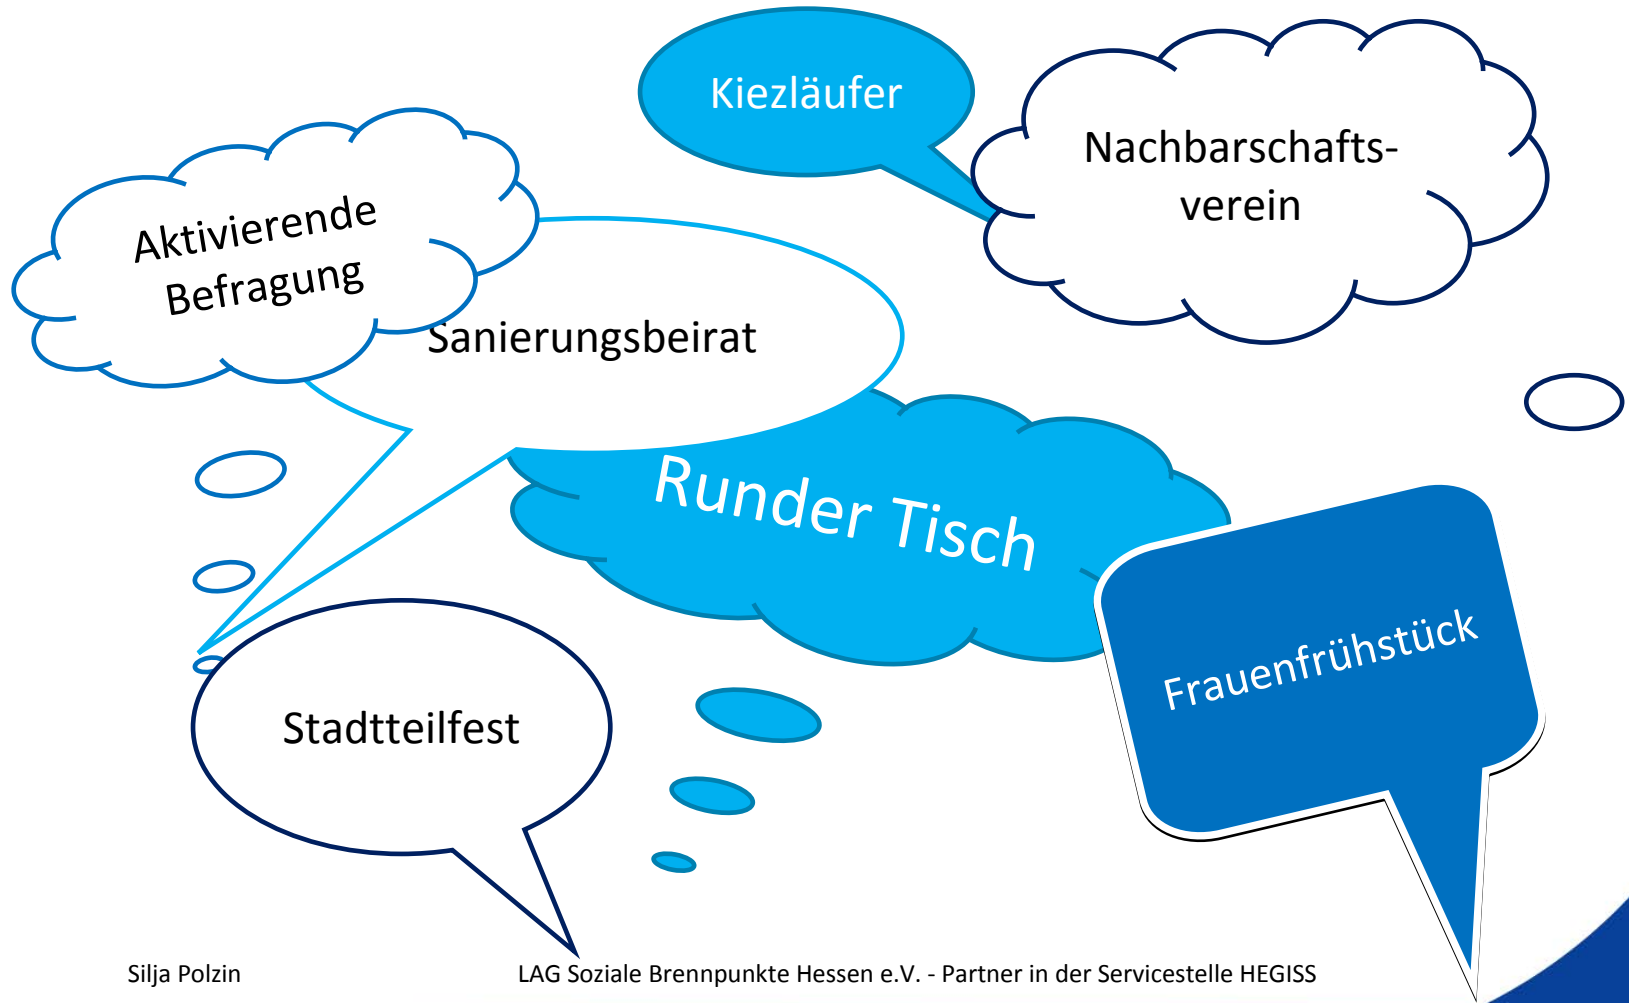 Kiezläufer
Nachbarschafts-
verein
Aktivierende
Befragung
Sanierungsbeirat
Runder Tisch
Frauenfrühstück
Stadtteilfest
Silja Polzin
LAG Soziale Brennpunkte Hessen e.V. - Partner in der Servicestelle HEGISS